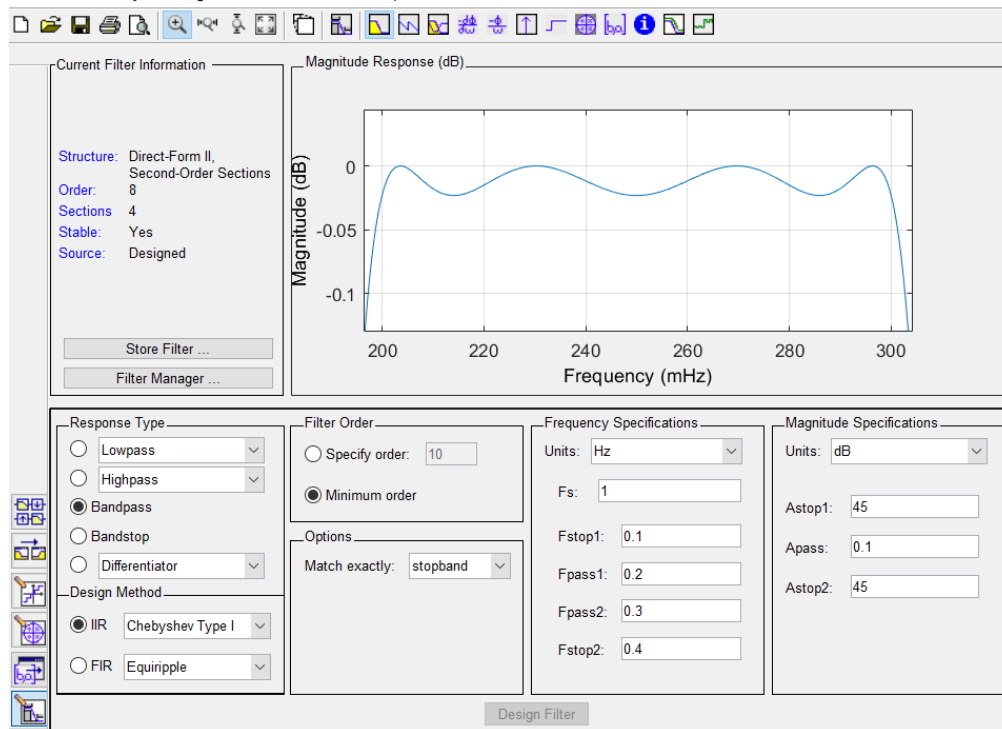 Current Filter Information
Structure: Direct-Form II,
Second-Order Sections
Order: 8
Sections 4
Stable: Yes
Source: Designed
Store Filter ...
Filter Manager ...
Magnitude Response (dB)
Magnitude (dB)
0
-0.05
-0.1
200 220 240 260 280 300
Frequency (mHz)
Response Type
Lowpass
Highpass
Bandpass
Bandstop
Differentiator
Design Method
IIR Chebyshev Type I
FIR Equiripple
Filter Order
Specify order: 10
Minimum order
Options
Match exactly: stopband
Frequency Specifications
Units: Hz
Fs: 1
Fstop1: 0.1
Fpass1: 0.2
Fpass2: 0.3
Fstop2: 0.4
Magnitude Specifications
Units: dB
Astop1: 45
Apass: 0.1
Astop2: 45
Design Filter